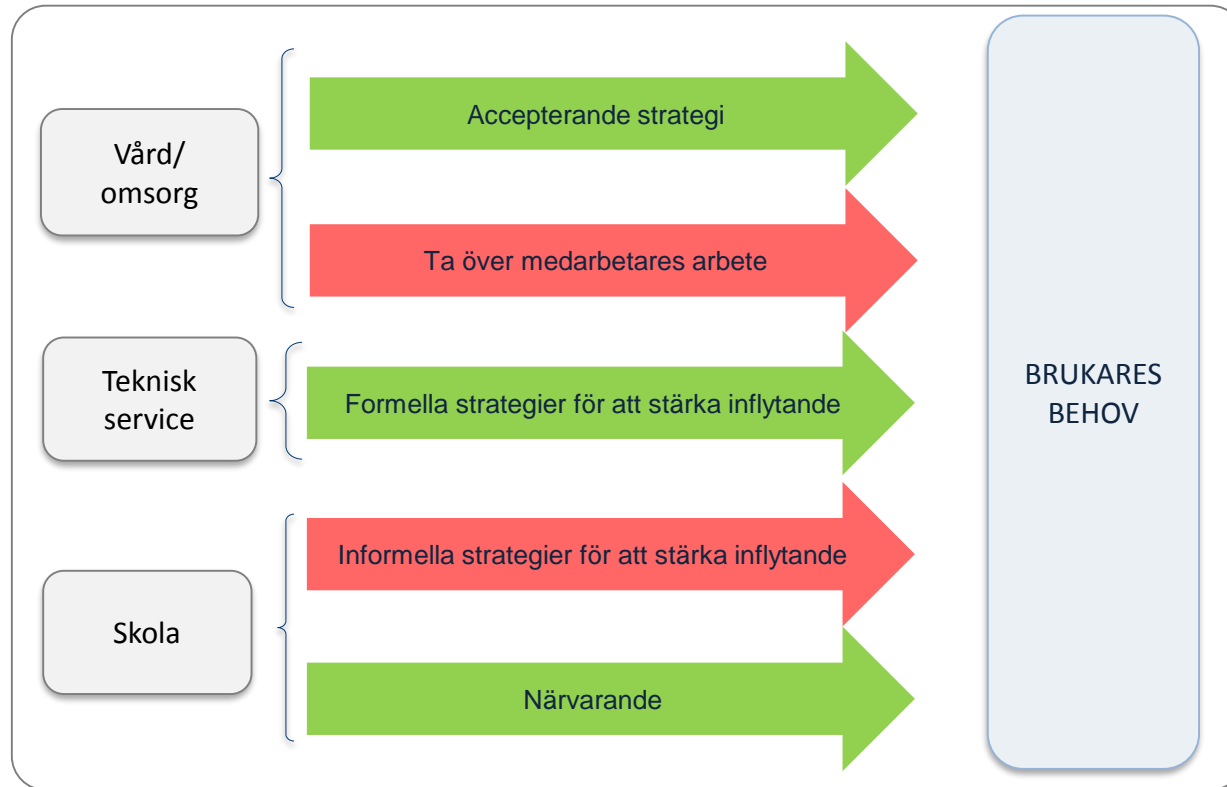 Vård/
omsorg
Accepterande strategi
Ta över medarbetares arbete
Teknisk
service
Formella strategier för att stärka inflytande
Skola
Informella strategier för att stärka inflytande
Närvarande
BRUKARES
BEHOV